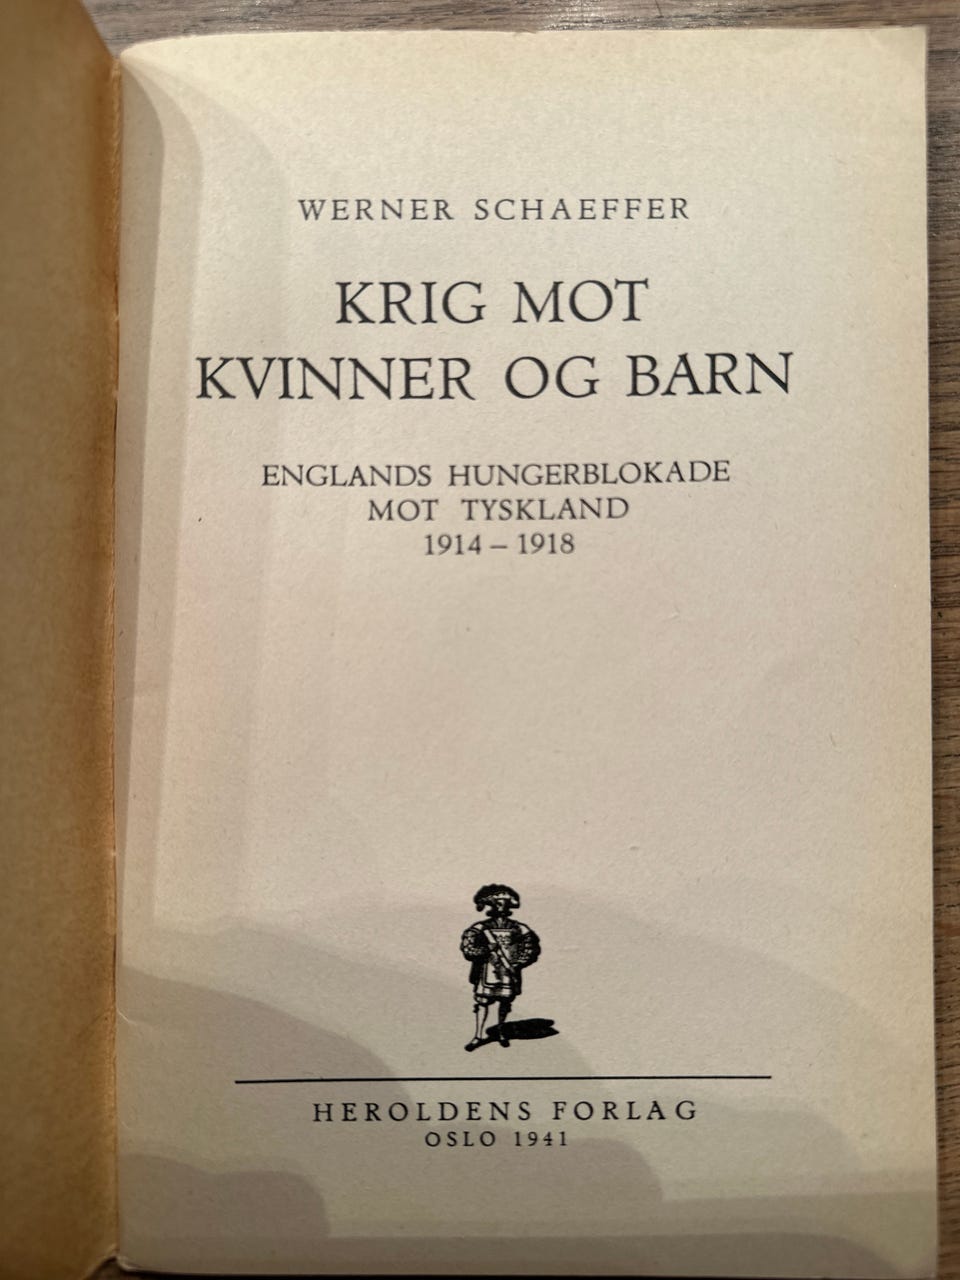 WERNER SCHAEFFER
KRIG MOT
KVINNER OG BARN
ENGLANDS HUNGERBLOKADE
MOT TYSKLAND
1914 – 1918
HEROLDENS FORLAG
OSLO 1941